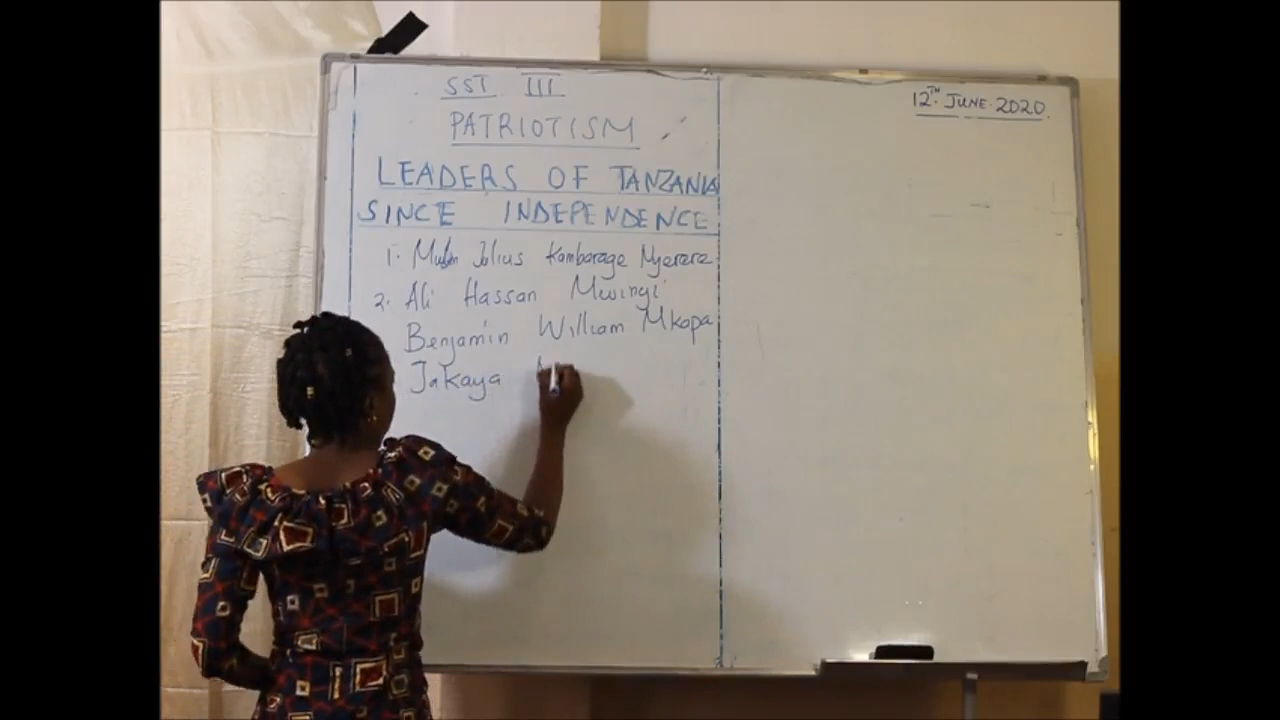 SST III
12TH JUNE 2020
PATRIOTISM
LEADERS OF TANZANIA
SINCE INDEPENDENCE
1. Julius Kambarage Nyerere
2. Ali Hassan Mwinyi
Benjamin William Mkapa
Jakaya